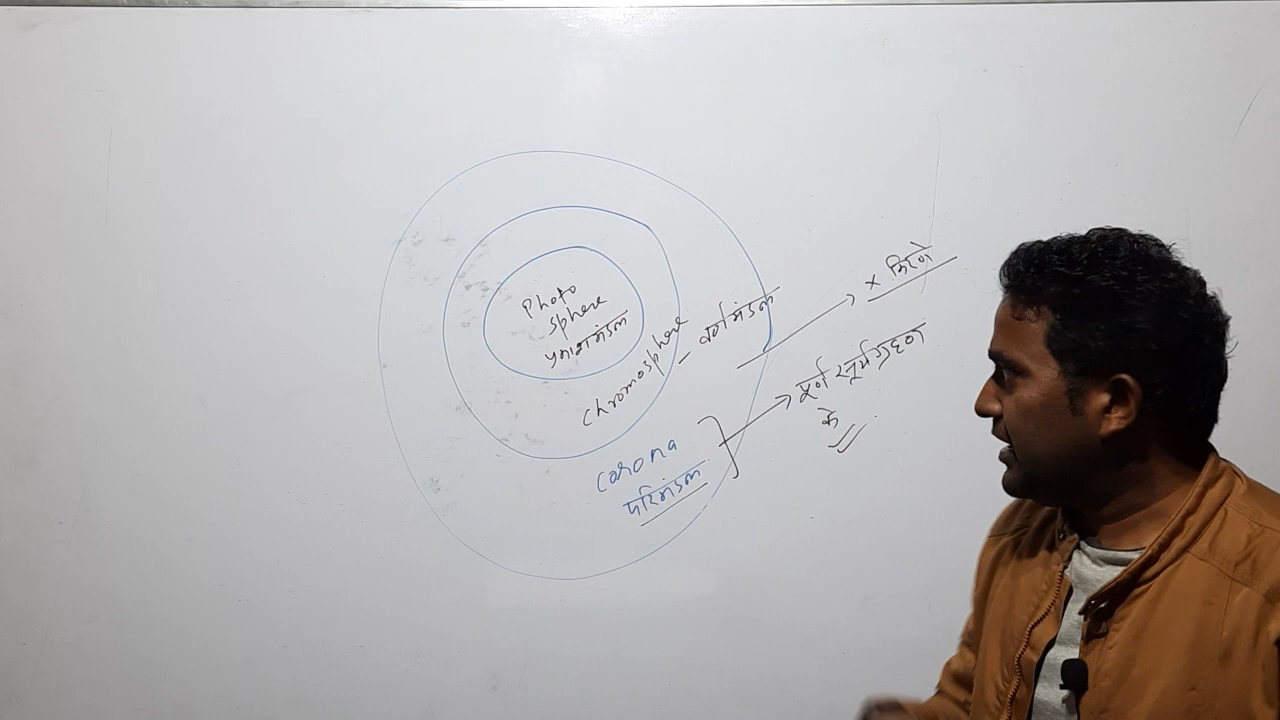 Photo
sphere
प्रकाशमंडल
chromosphere
- वर्णमंडल
x किरणे
corona
परिमंडल
पूर्ण सूर्यग्रहण
के